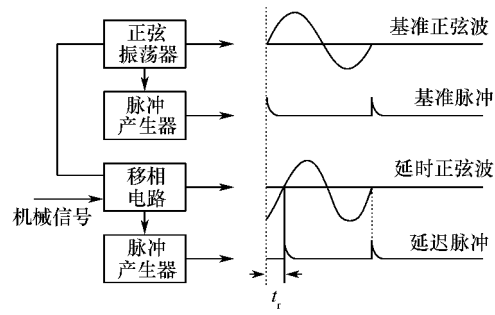 正弦
振荡器
基准正弦波
脉冲
产生器
基准脉冲
移相
电路
延时正弦波
机械信号
脉冲
产生器
延迟脉冲
tr